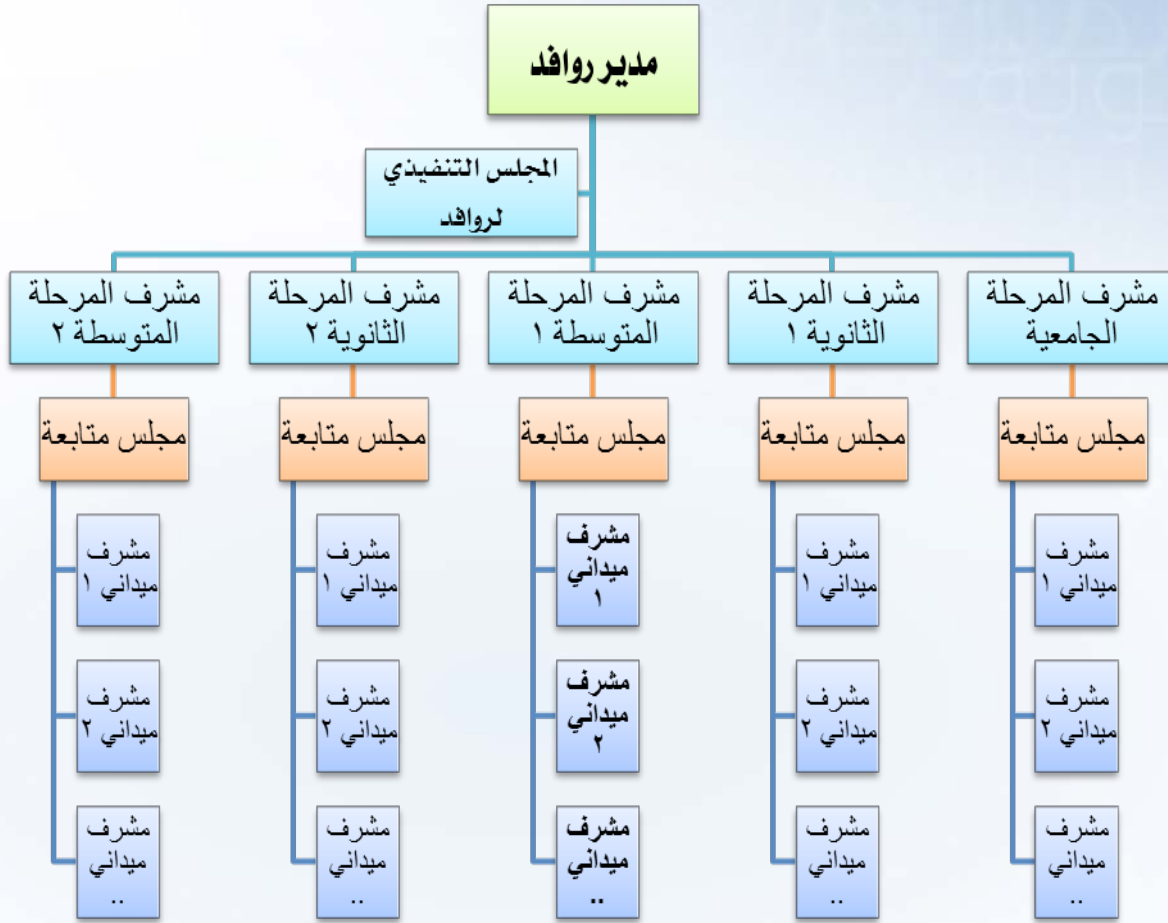 مدير روافد
المجلس التنفيذي
لروافد
مشرف المرحلة
الجامعية
مشرف المرحلة
الثانوية ١
مشرف المرحلة
المتوسطة ١
مشرف المرحلة
الثانوية ٢
مشرف المرحلة
المتوسطة ٢
مجلس متابعة
مجلس متابعة
مجلس متابعة
مجلس متابعة
مجلس متابعة
مشرف
ميداني ١
مشرف
ميداني ١
مشرف
ميداني
١
مشرف
ميداني ١
مشرف
ميداني ١
مشرف
ميداني ٢
مشرف
ميداني ٢
مشرف
ميداني
٢
مشرف
ميداني ٢
مشرف
ميداني ٢
مشرف
ميداني
..
مشرف
ميداني
..
مشرف
ميداني
..
مشرف
ميداني
..
مشرف
ميداني
..